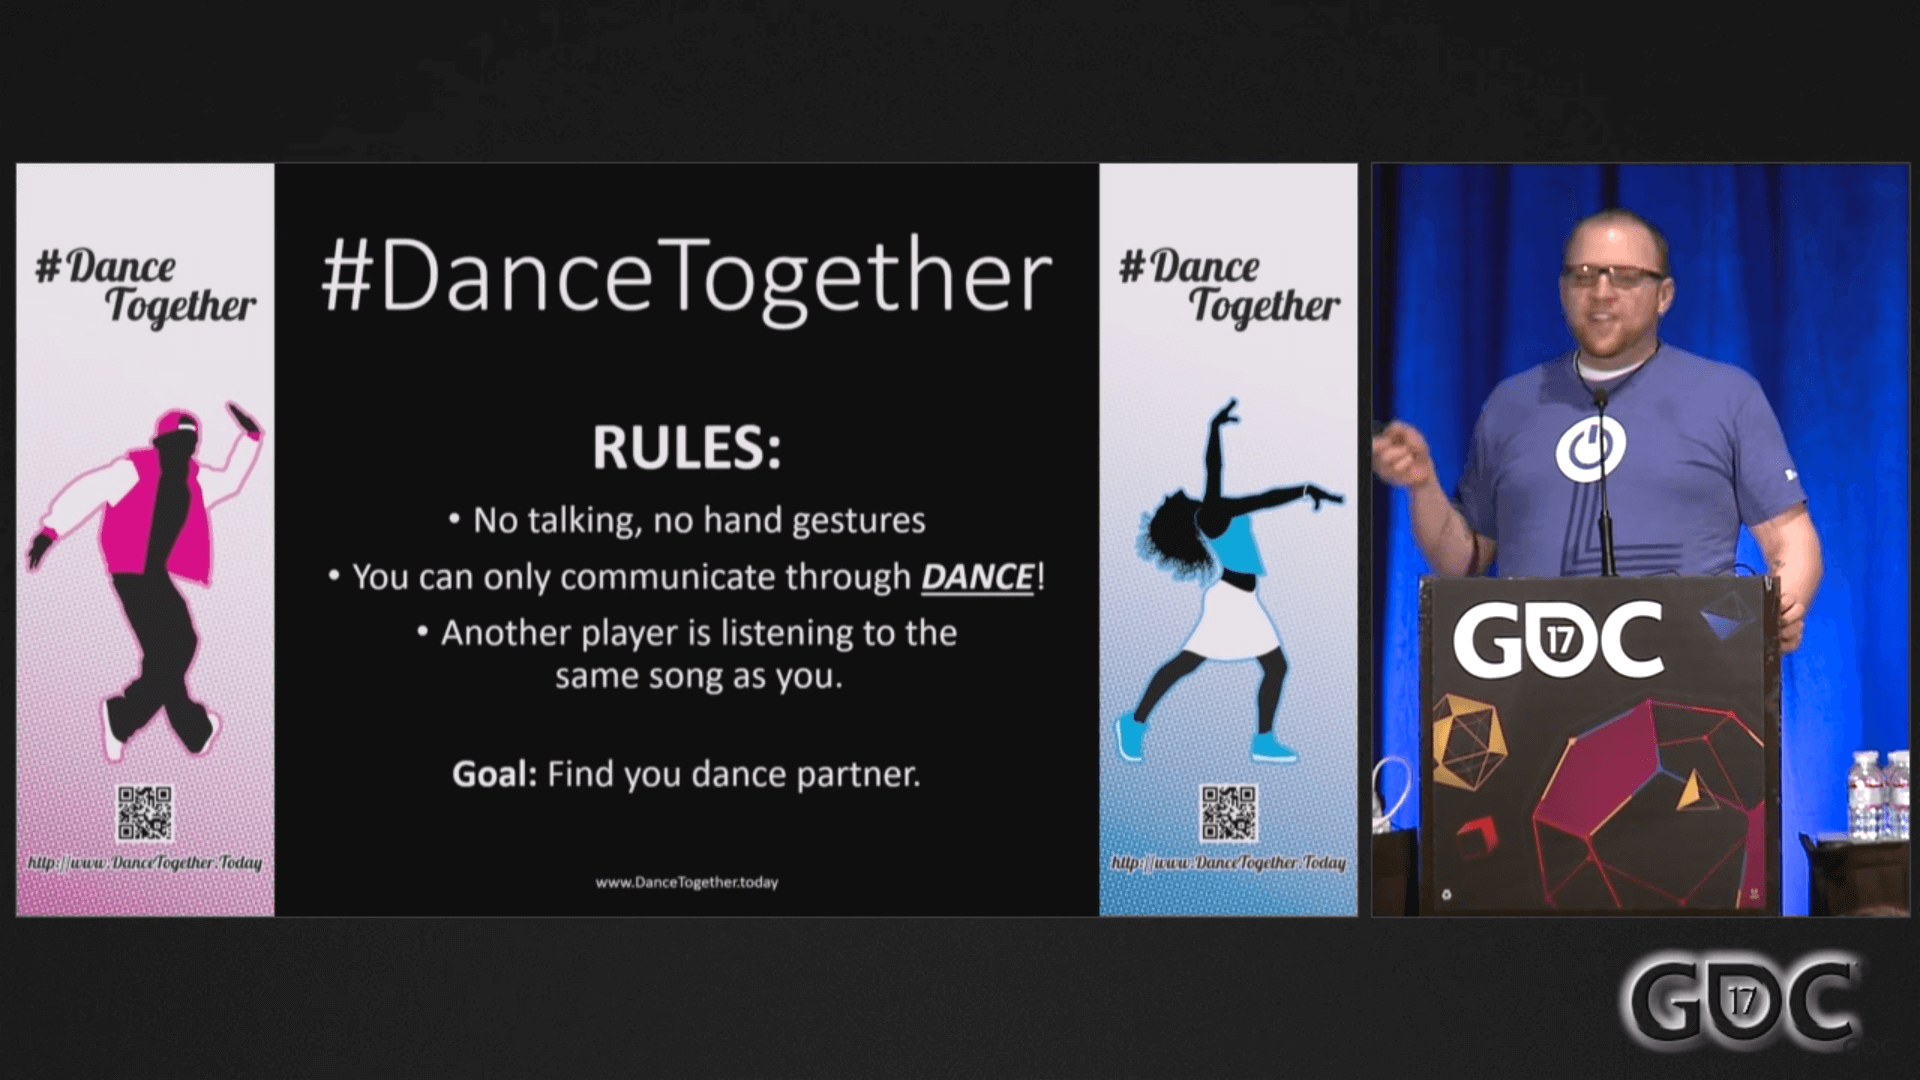 #Dance
Together
http://www.DanceTogether.Today
#DanceTogether
RULES:
• No talking, no hand gestures
• You can only communicate through DANCE!
• Another player is listening to the
same song as you.
Goal: Find you dance partner.
www.DanceTogether.today
#Dance
Together
http://www.DanceTogether.Today
GDC
17
GDC
17